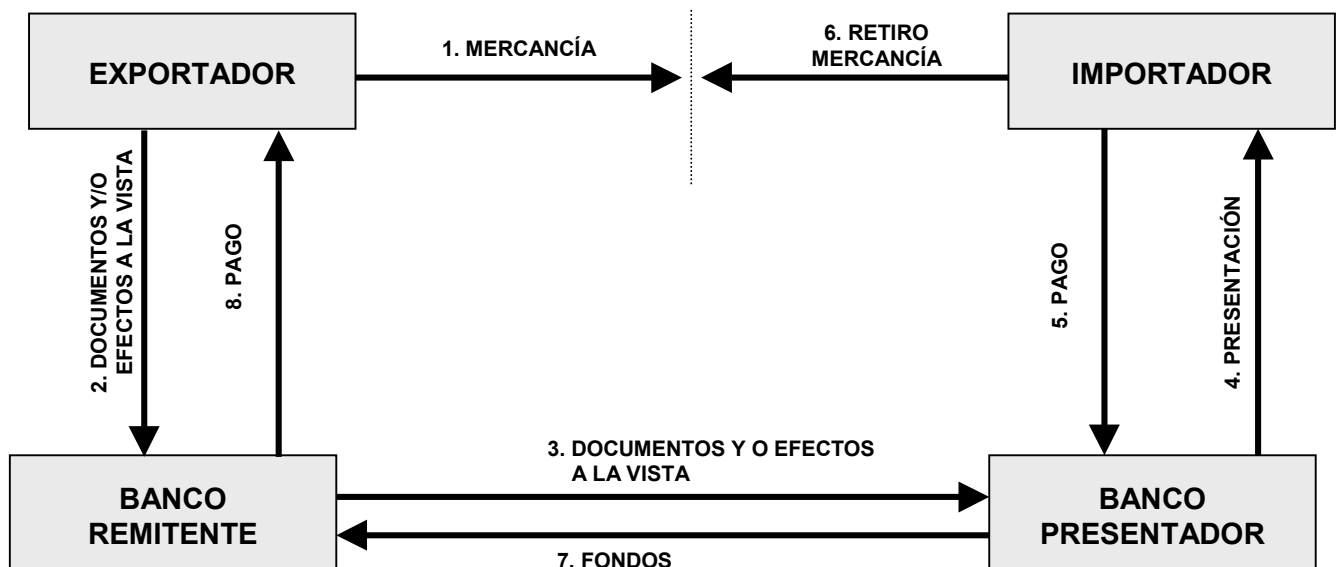 EXPORTADOR
1. MERCANCÍA
6. RETIRO
MERCANCÍA
IMPORTADOR
2. DOCUMENTOS Y/O
EFECTOS A LA VISTA
8. PAGO
5. PAGO
4. PRESENTACIÓN
3. DOCUMENTOS Y O EFECTOS
A LA VISTA
BANCO
REMITENTE
BANCO
PRESENTADOR
7. FONDOS